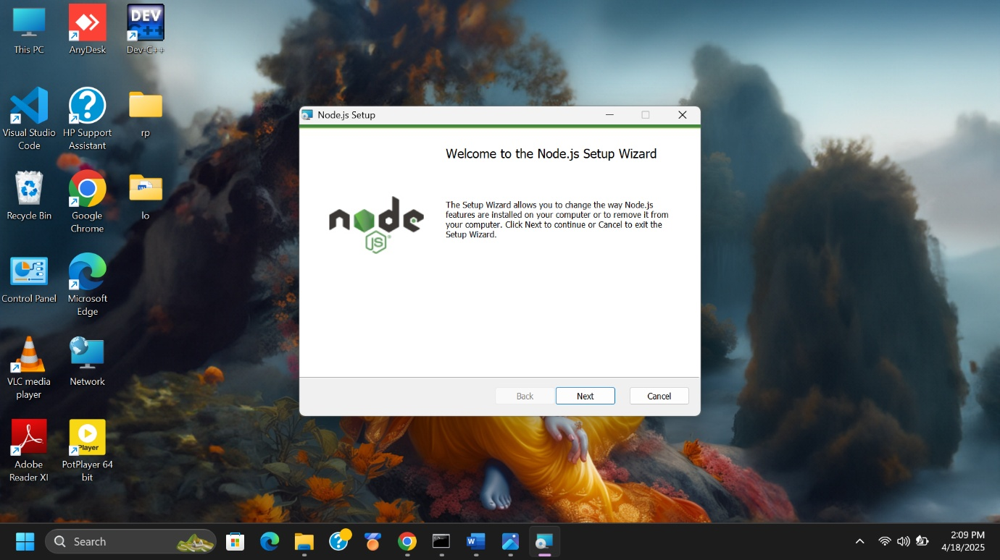 This PC
AnyDesk
DEV
C++
Dev-C++
Visual Studio
Code
HP Support
Assistant
rp
Recycle Bin
Google
Chrome
lo
Control Panel
Microsoft
Edge
VLC media
player
Network
Adobe
Reader XI
Player
PotPlayer 64
bit
Node.js Setup
Welcome to the Node.js Setup Wizard
The Setup Wizard allows you to change the way Node.js
features are installed on your computer or to remove it from
your computer. Click Next to continue or Cancel to exit the
Setup Wizard.
node
JS
Back
Next
Cancel
Search
2:09 PM
4/18/2025